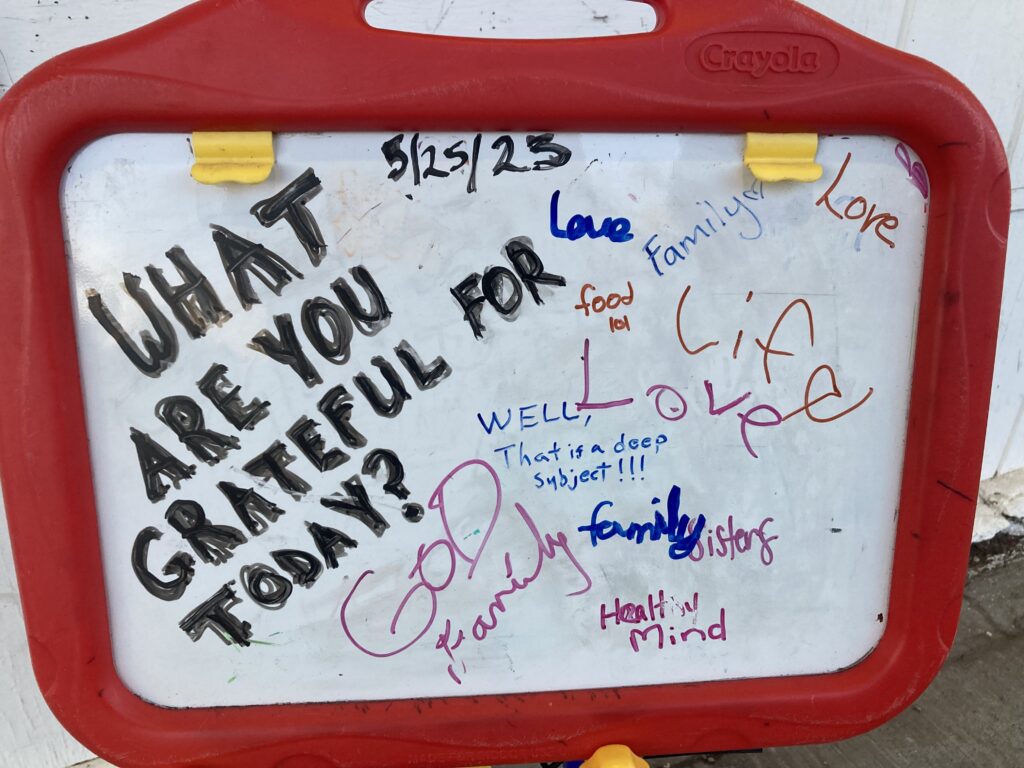 Crayola
5/25/25
WHAT
ARE YOU
GRATEFUL FOR
TODAY?
Love
Family
Love
B
food
lol
Life
Love
WELL,
That is a deep
subject!!!
GOD
Family
family
Sisters
Healthy
Mind